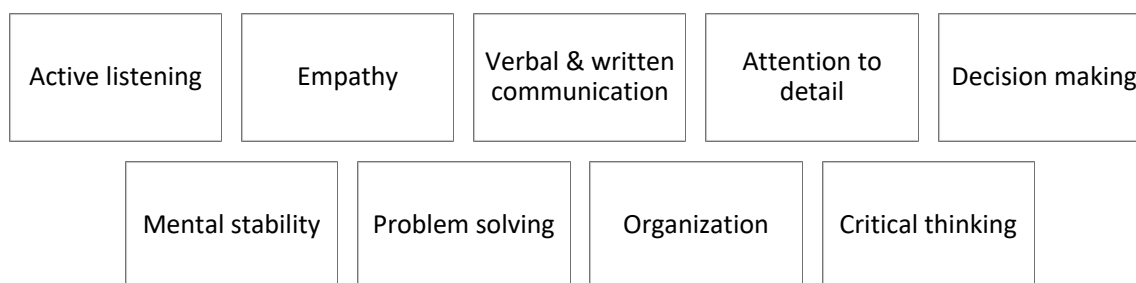 Active listening
Empathy
Verbal & written
communication
Attention to
detail
Decision making
Mental stability
Problem solving
Organization
Critical thinking